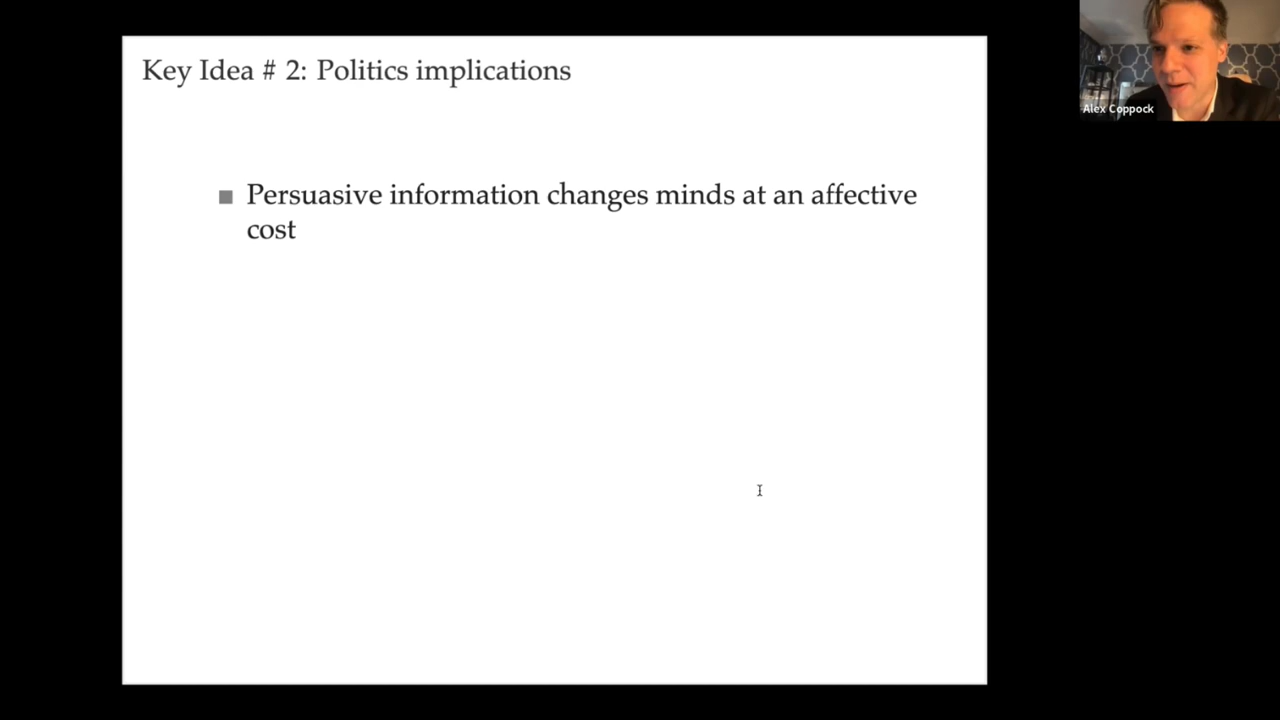 Key Idea # 2: Politics implications
Alex Coppock
■ Persuasive information changes minds at an affective
cost